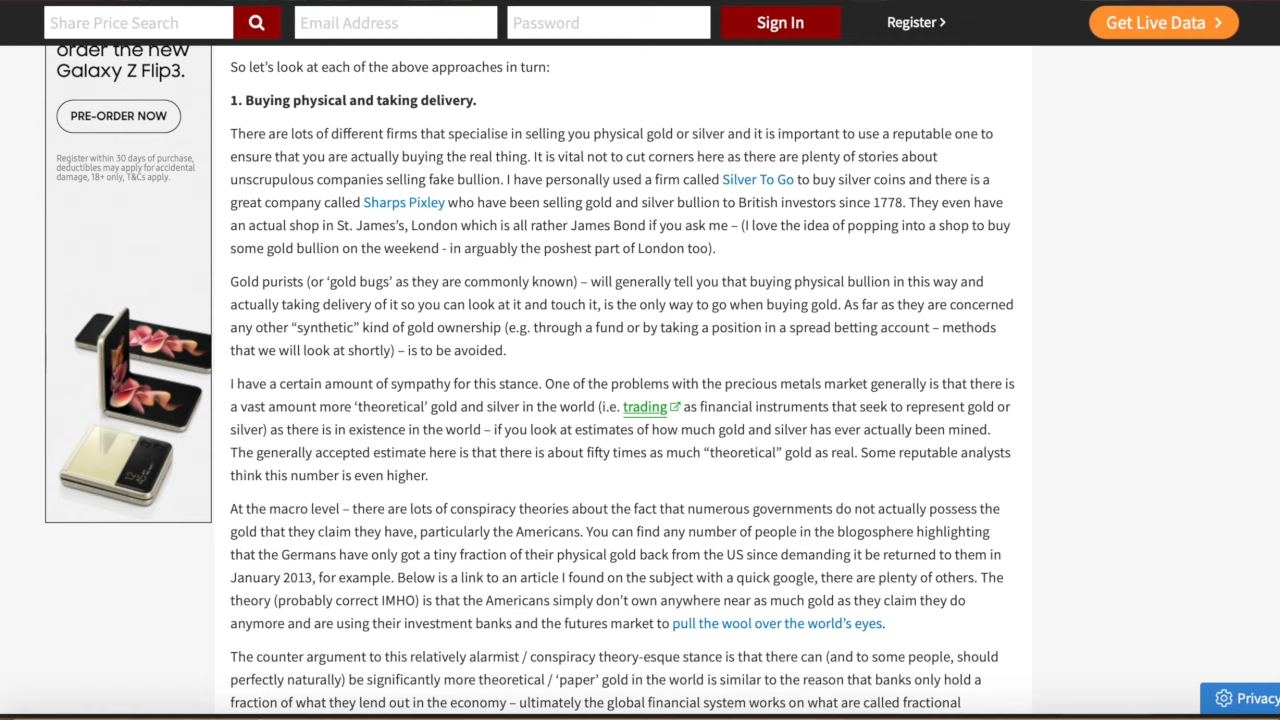 Share Price Search
Email Address
Password
Sign In
Register >
Get Live Data >
order the new
Galaxy Z Flip3.
PRE-ORDER NOW
Register within 30 days of purchase,
deductibles may apply for accidental
damage, 18+ only, T&Cs apply.
So let’s look at each of the above approaches in turn:
1. Buying physical and taking delivery.
There are lots of different firms that specialise in selling you physical gold or silver and it is important to use a reputable one to
ensure that you are actually buying the real thing. It is vital not to cut corners here as there are plenty of stories about
unscrupulous companies selling fake bullion. I have personally used a firm called Silver To Go to buy silver coins and there is a
great company called Sharps Pixley who have been selling gold and silver bullion to British investors since 1778. They even have
an actual shop in St. James’s, London which is all rather James Bond if you ask me – (I love the idea of popping into a shop to buy
some gold bullion on the weekend - in arguably the poshest part of London too).
Gold purists (or ‘gold bugs’ as they are commonly known) – will generally tell you that buying physical bullion in this way and
actually taking delivery of it so you can look at it and touch it, is the only way to go when buying gold. As far as they are concerned
any other “synthetic” kind of gold ownership (e.g. through a fund or by taking a position in a spread betting account – methods
that we will look at shortly) – is to be avoided.
I have a certain amount of sympathy for this stance. One of the problems with the precious metals market generally is that there is
a vast amount more ‘theoretical’ gold and silver in the world (i.e. trading as financial instruments that seek to represent gold or
silver) as there is in existence in the world – if you look at estimates of how much gold and silver has ever actually been mined.
The generally accepted estimate here is that there is about fifty times as much “theoretical” gold as real. Some reputable analysts
think this number is even higher.
At the macro level – there are lots of conspiracy theories about the fact that numerous governments do not actually possess the
gold that they claim they have, particularly the Americans. You can find any number of people in the blogosphere highlighting
that the Germans have only got a tiny fraction of their physical gold back from the US since demanding it be returned to them in
January 2013, for example. Below is a link to an article I found on the subject with a quick google, there are plenty of others. The
theory (probably correct IMHO) is that the Americans simply don’t own anywhere near as much gold as they claim they do
anymore and are using their investment banks and the futures market to pull the wool over the world’s eyes.
The counter argument to this relatively alarmist / conspiracy theory-esque stance is that there can (and to some people, should
perfectly naturally) be significantly more theoretical / ‘paper’ gold in the world is similar to the reason that banks only hold a
fraction of what they lend out in the economy – ultimately the global financial system works on what are called fractional
Privacy